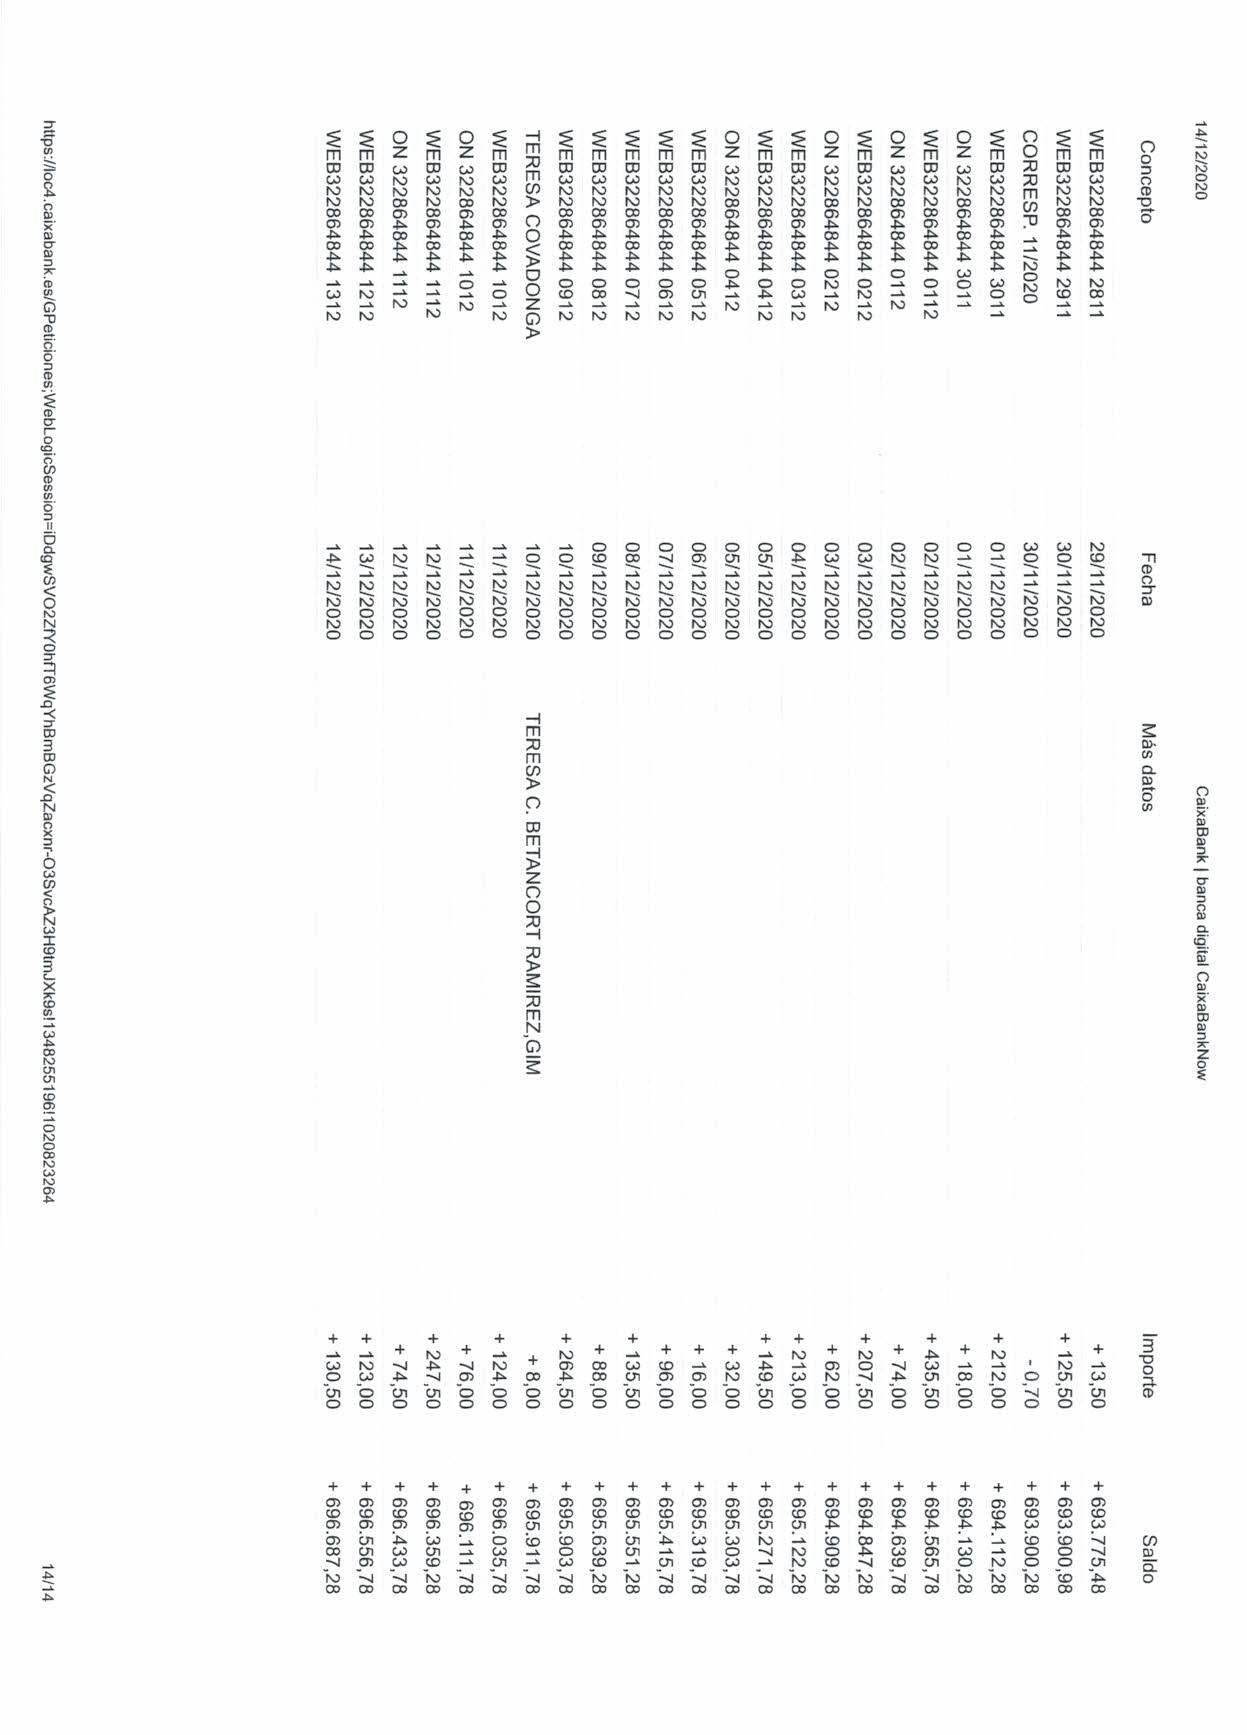 14/12/2020 CaixaBank | banca digital CaixaBankNow
Concepto Fecha Más datos Importe Saldo
WEB322864844 2811 29/11/2020 + 13,50 + 693.775,48
WEB322864844 2911 30/11/2020 + 125,50 + 693.900,98
CORRESP. 11/2020 30/11/2020 - 0,70 + 693.900,28
WEB322864844 3011 01/12/2020 + 212,00 + 694.112,28
ON 322864844 3011 01/12/2020 + 18,00 + 694.130,28
WEB322864844 0112 02/12/2020 + 435,50 + 694.565,78
ON 322864844 0112 02/12/2020 + 74,00 + 694.639,78
WEB322864844 0212 03/12/2020 + 207,50 + 694.847,28
ON 322864844 0212 03/12/2020 + 62,00 + 694.909,28
WEB322864844 0312 04/12/2020 + 213,00 + 695.122,28
WEB322864844 0412 05/12/2020 + 149,50 + 695.271,78
ON 322864844 0412 05/12/2020 + 32,00 + 695.303,78
WEB322864844 0512 06/12/2020 + 16,00 + 695.319,78
WEB322864844 0612 07/12/2020 + 96,00 + 695.415,78
WEB322864844 0712 08/12/2020 + 135,50 + 695.551,28
WEB322864844 0812 09/12/2020 + 88,00 + 695.639,28
WEB322864844 0912 10/12/2020 + 264,50 + 695.903,78
TERESA COVADONGA 10/12/2020 TERESA C. BETANCORT RAMIREZ,GIM + 8,00 + 695.911,78
WEB322864844 1012 11/12/2020 + 124,00 + 696.035,78
ON 322864844 1012 11/12/2020 + 76,00 + 696.111,78
WEB322864844 1112 12/12/2020 + 247,50 + 696.359,28
ON 322864844 1112 12/12/2020 + 74,50 + 696.433,78
WEB322864844 1212 13/12/2020 + 123,00 + 696.556,78
WEB322864844 1312 14/12/2020 + 130,50 + 696.687,28
https://loc4.caixabank.es/GPeticiones;WebLogicSession=iDdgwSVO2ZfY0hfT6WqYhBmBGzVqZacxnr-O3SvcAZ3H9tmJXk9s!1348255196!1020823264 14/14